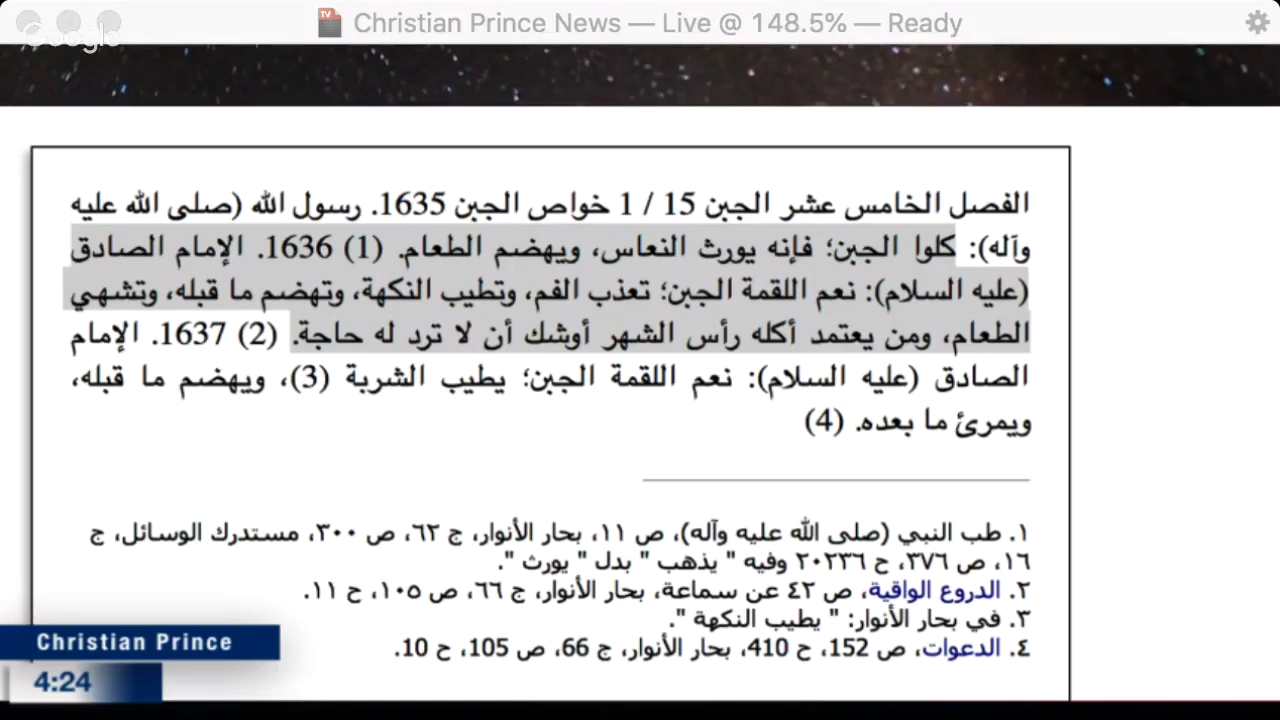 Christian Prince News — Live @ 148.5% — Ready
Google
الفصل الخامس عشر الجبن 15 / 1 خواص الجبن 1635. رسول الله (صلى الله عليه
وآله): كلوا الجبن؛ فإنه يورث النعاس، ويهضم الطعام. (1) 1636. الإمام الصادق
(عليه السلام): نعم اللقمة الجبن؛ تعذب الفم، وتطيب النكهة، وتهضم ما قبله، وتشهي
الطعام، ومن يعتمد أكله رأس الشهر أوشك أن لا ترد له حاجة. (2) 1637. الإمام
الصادق (عليه السلام): نعم اللقمة الجبن؛ يطيب الشربة (3)، ويهضم ما قبله،
ويمرئ ما بعده. (4)
١. طب النبي (صلى الله عليه وآله)، ص ١١، بحار الأنوار، ج ٦٢، ص ٣٠٠، مستدرك الوسائل، ج
١٦، ص ٣٧٦، ح ٢٠٢٣٦ وفيه " يذهب " بدل " يورث ".
٢. الدروع الواقية، ص ٤٢ عن سماعة، بحار الأنوار، ج ٦٦، ص ١٠٥، ح ١١.
٣. في بحار الأنوار: " يطيب النكهة ".
٤. الدعوات، ص 152، ح 410، بحار الأنوار، ج 66، ص 105، ح 10.
Christian Prince
4:24